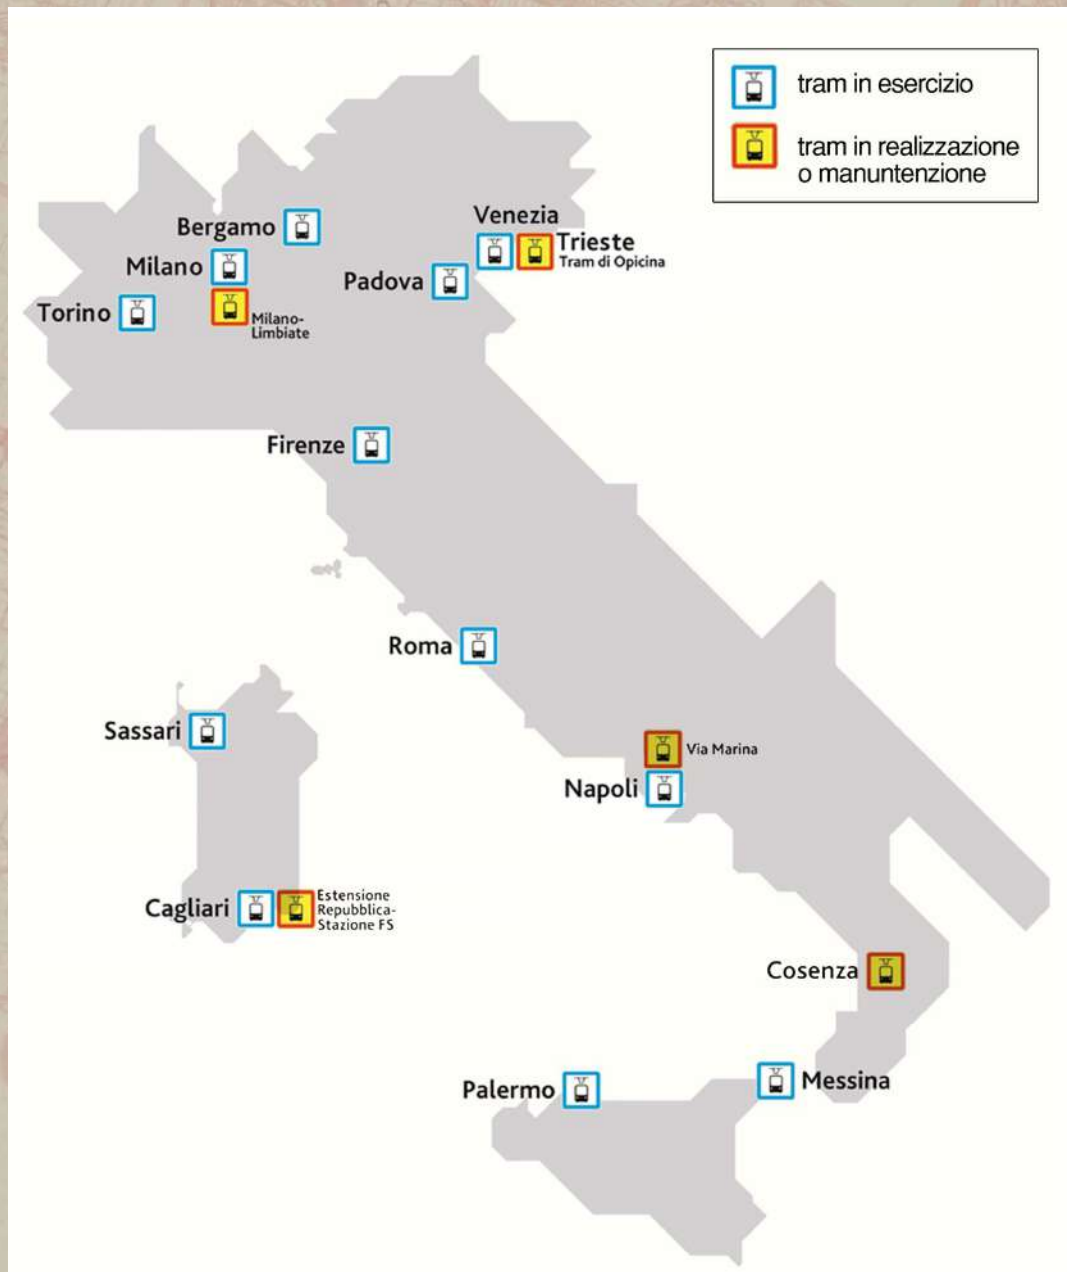 tram in esercizio
tram in realizzazione
o manuntenzione
Venezia
Bergamo
Trieste
Tram di Opicina
Milano
Padova
Torino
Milano-
Limbiate
Firenze
Roma
Sassari
Via Marina
Napoli
Estensione
Repubblica-
Stazione FS
Cagliari
Cosenza
Messina
Palermo